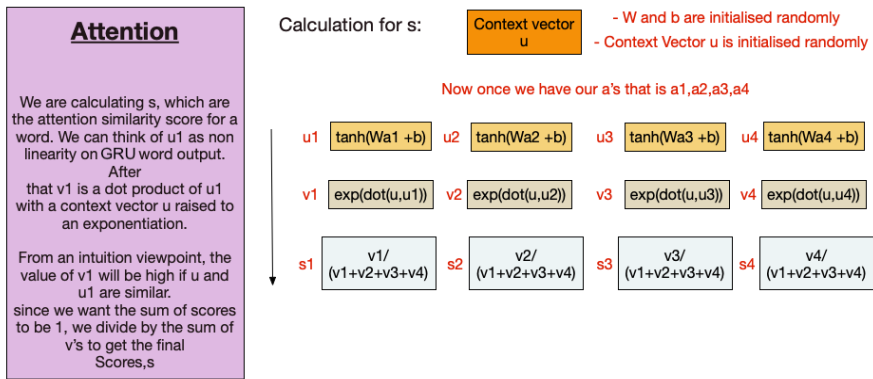 Attention
We are calculating s, which are
the attention similarity score for a
word. We can think of u1 as non
linearity on GRU word output.
After
that v1 is a dot product of u1
with a context vector u raised to
an exponentiation.
From an intuition viewpoint, the
value of v1 will be high if u and
u1 are similar.
since we want the sum of scores
to be 1, we divide by the sum of
v's to get the final
Scores,s
Calculation for s:
Context vector
u
- W and b are initialised randomly
- Context Vector u is initialised randomly
Now once we have our a's that is a1,a2,a3,a4
u1 tanh(Wa1 +b) u2 tanh(Wa2 +b) u3 tanh(Wa3 +b) u4 tanh(Wa4 +b)
v1 exp(dot(u,u1)) v2 exp(dot(u,u2)) v3 exp(dot(u,u3)) v4 exp(dot(u,u4))
s1 v1/ (v1+v2+v3+v4) s2 v2/ (v1+v2+v3+v4) s3 v3/ (v1+v2+v3+v4) s4 v4/ (v1+v2+v3+v4)